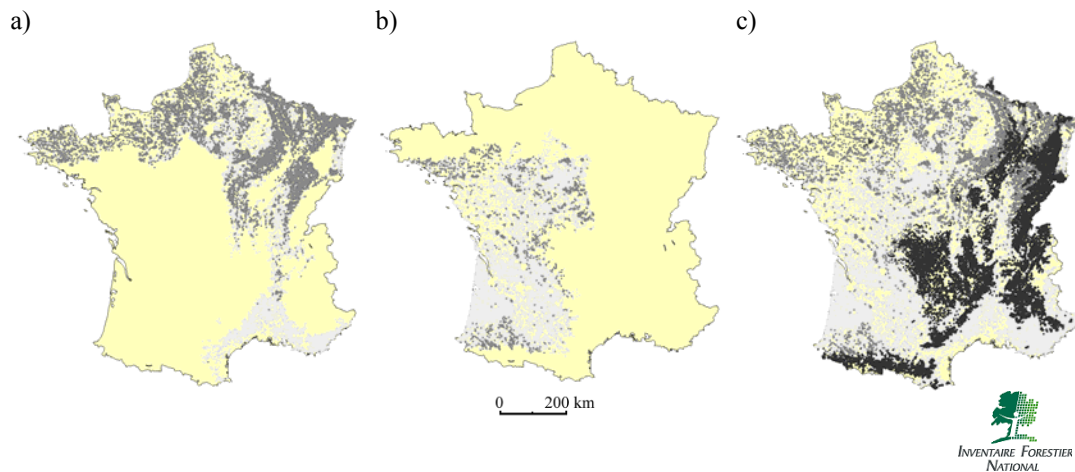 a)
b)
c)
0 200 km
INVENTAIRE FORESTIER
NATIONAL